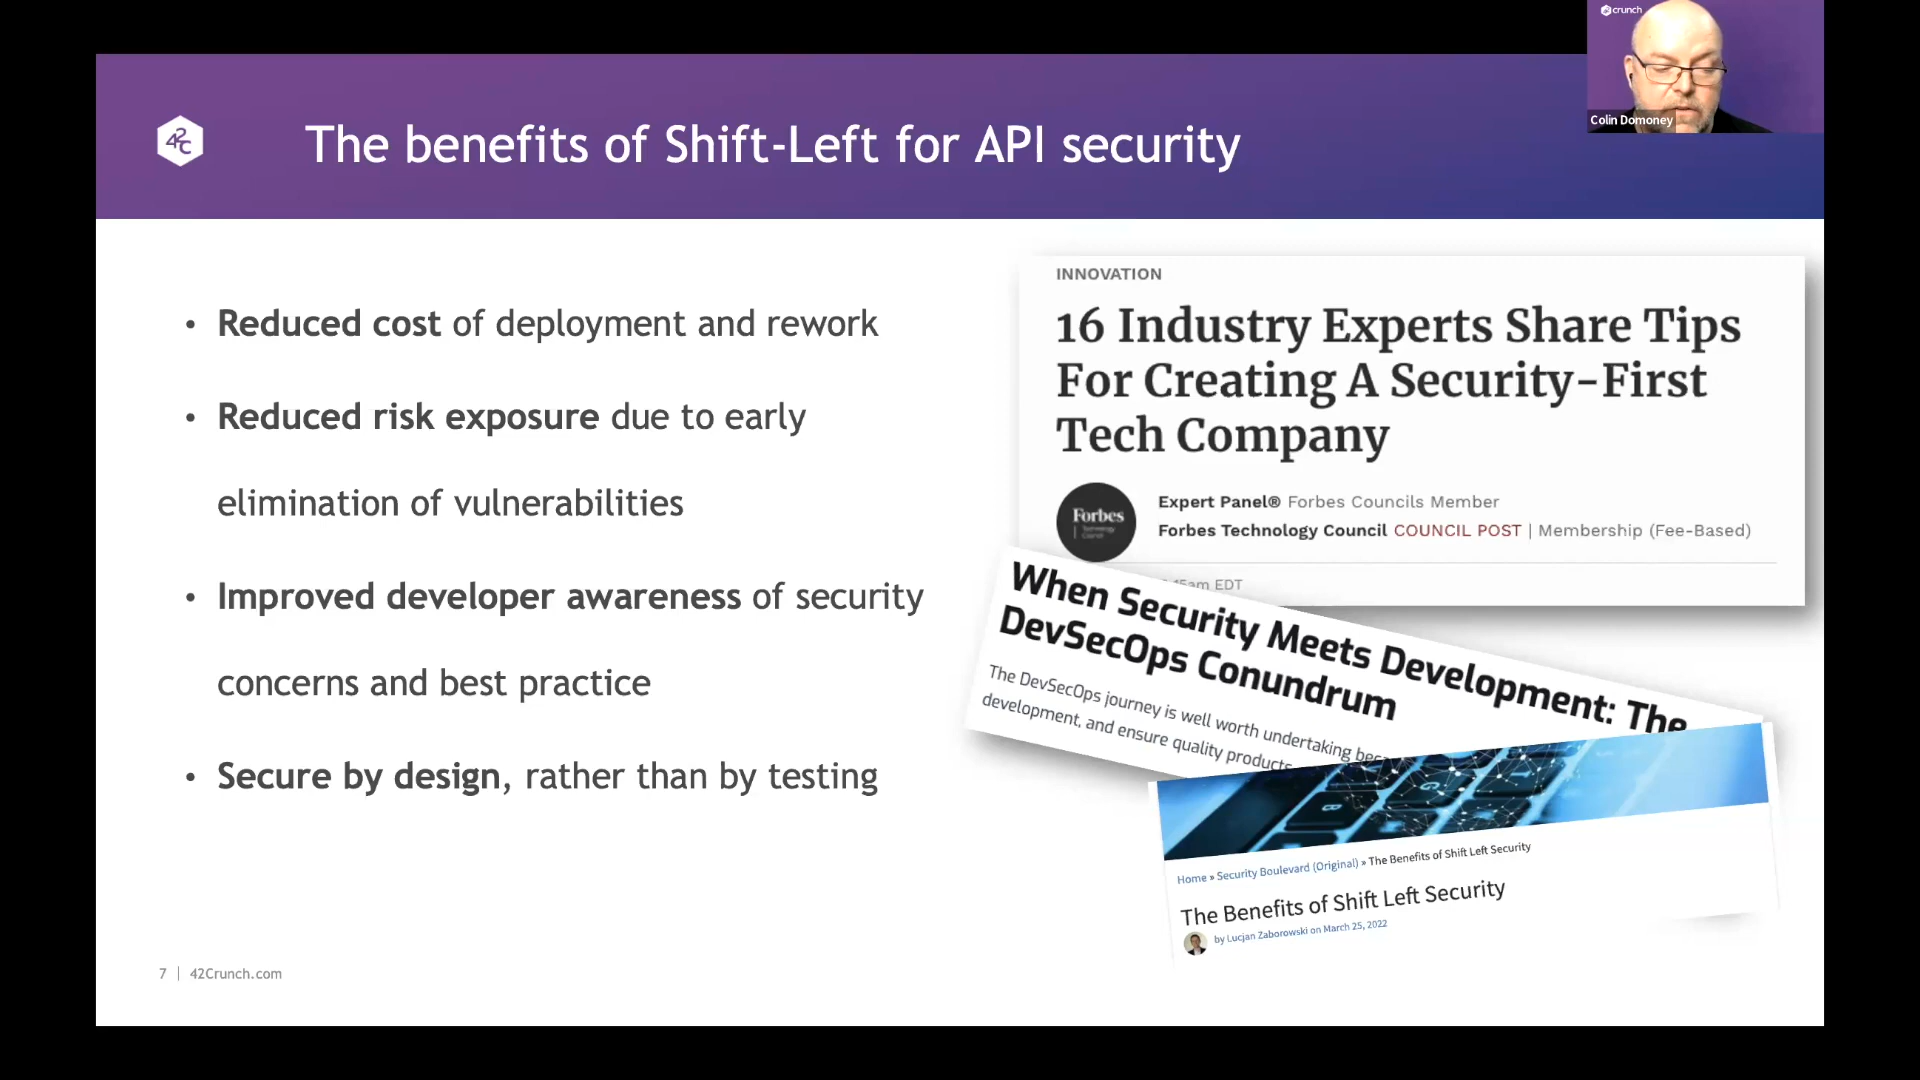 crunch
Colin Domoney
42c
The benefits of Shift-Left for API security
• Reduced cost of deployment and rework
• Reduced risk exposure due to early
elimination of vulnerabilities
• Improved developer awareness of security
concerns and best practice
• Secure by design, rather than by testing
INNOVATION
16 Industry Experts Share Tips
For Creating A Security-First
Tech Company
Forbes
Technology
Council
Expert Panel® Forbes Councils Member
Forbes Technology Council COUNCIL POST | Membership (Fee-Based)
EDT
When Security Meets Development: The
DevSecOps Conundrum
The DevSecOps journey is well worth undertaking
development, and ensure quality products
Home » Security Boulevard (Original) » The Benefits of Shift Left Security
The Benefits of Shift Left Security
by Lucjan Zaborowski on March 25, 2022
7 | 42Crunch.com